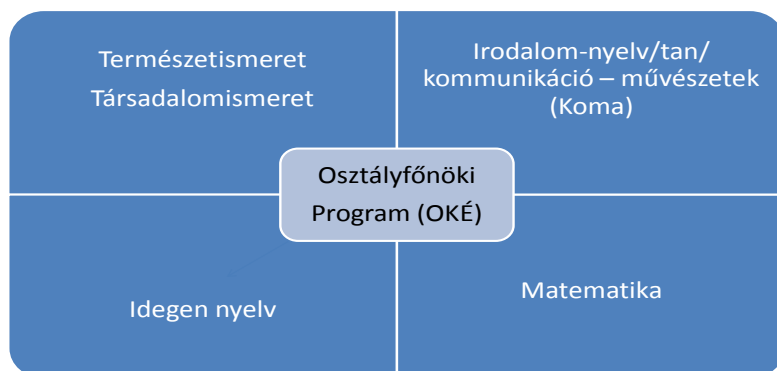 Természetismeret
Társadalomismeret
Irodalom-nyelv/tan/
kommunikáció – művészetek
(Koma)
Osztályfőnöki
Program (OKÉ)
Idegen nyelv
Matematika